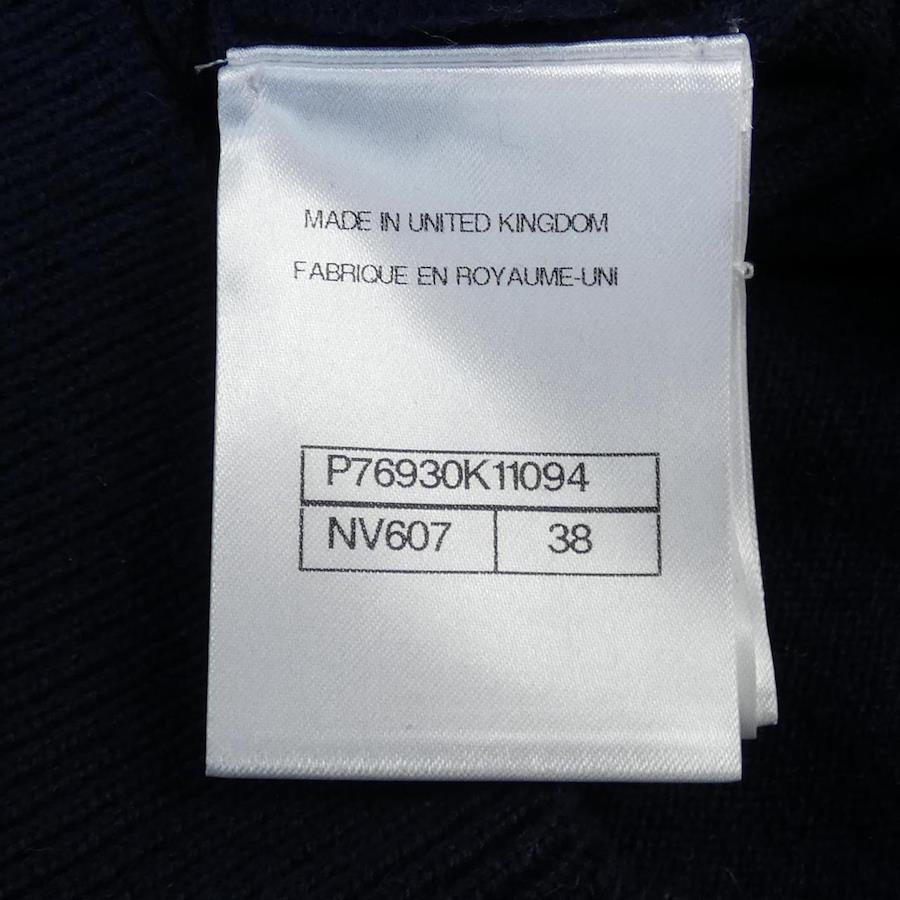 MADE IN UNITED KINGDOM
FABRIQUE EN ROYAUME-UNI
P76930K11094
NV607 38